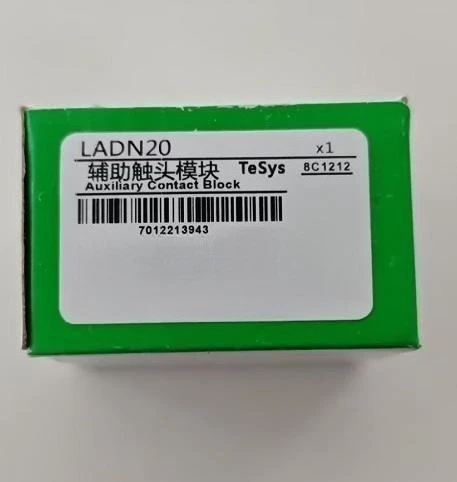 LADN20 x1
辅助触头模块 TeSys 8C1212
Auxiliary Contact Block
7012213943